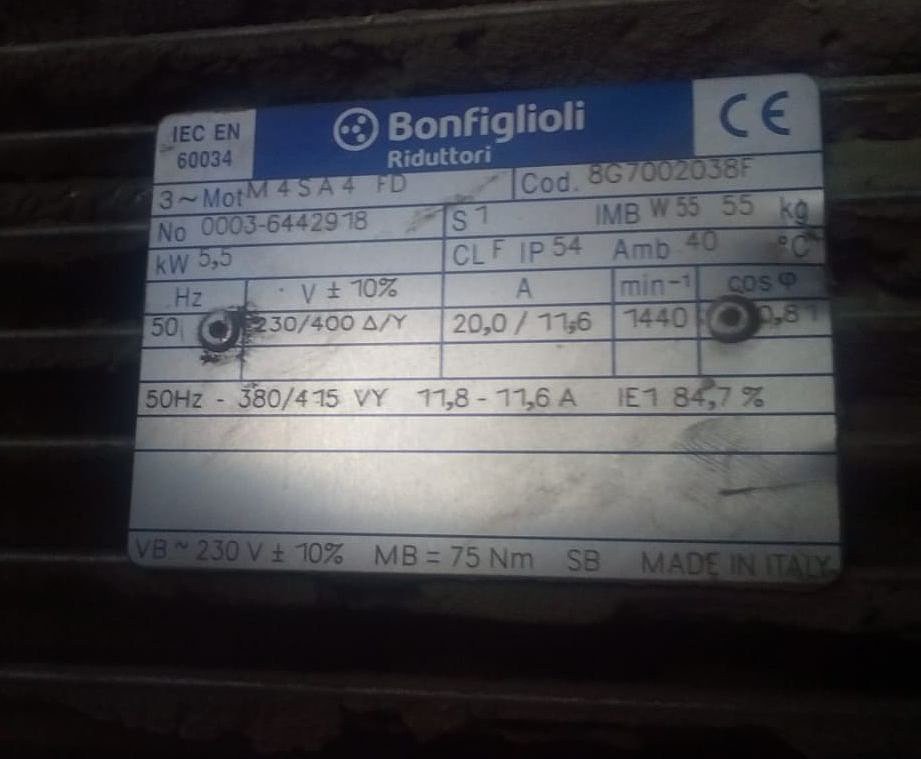 IEC EN
60034
Bonfiglioli
Riduttori
CE
3~Mot M 4 S A 4 FD Cod. 8G7002038F
No 0003-6442918 S 1 IMB W 55 55 kg
kW 5,5 CL F IP 54 Amb 40 °C
Hz V ± 10% A min-1 cos φ
50 230/400 Δ/Y 20,0 / 11,6 1440 0,81
50Hz - 380/415 VY 11,8 - 11,6 A IE1 84,7 %
VB ~ 230 V ± 10% MB = 75 Nm SB MADE IN ITALY